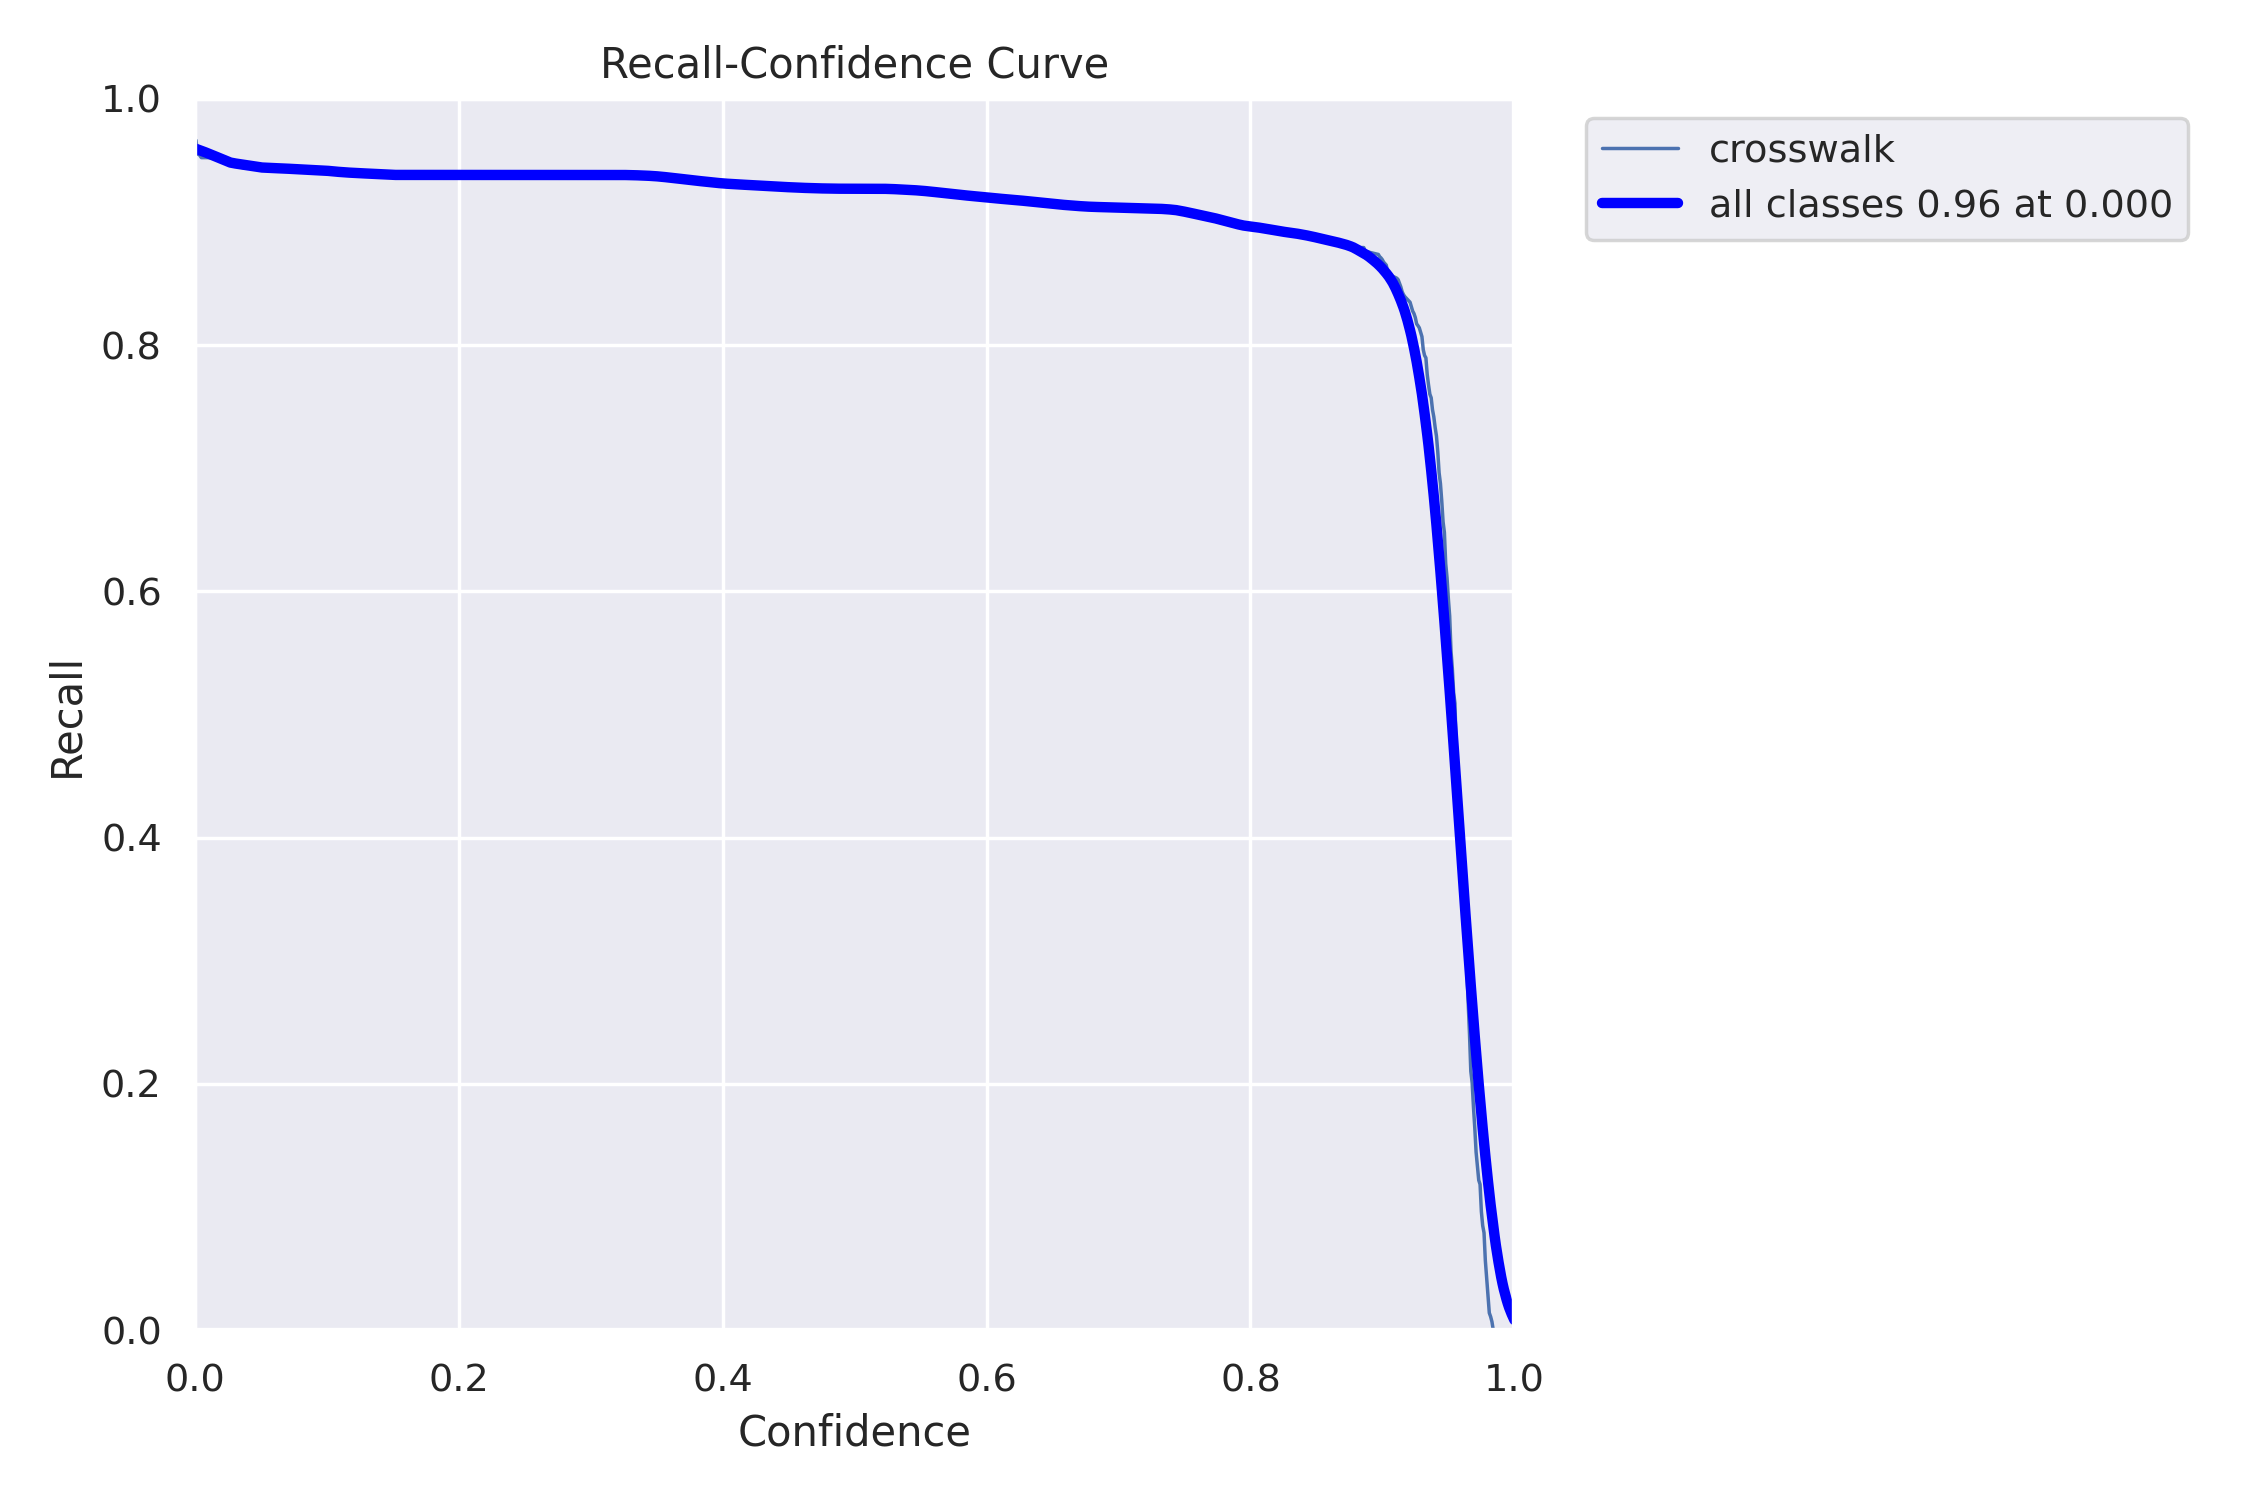 Recall-Confidence Curve
1.0
0.8
0.6
0.4
0.2
0.0
Recall
0.0 0.2 0.4 0.6 0.8 1.0
Confidence
crosswalk
all classes 0.96 at 0.000